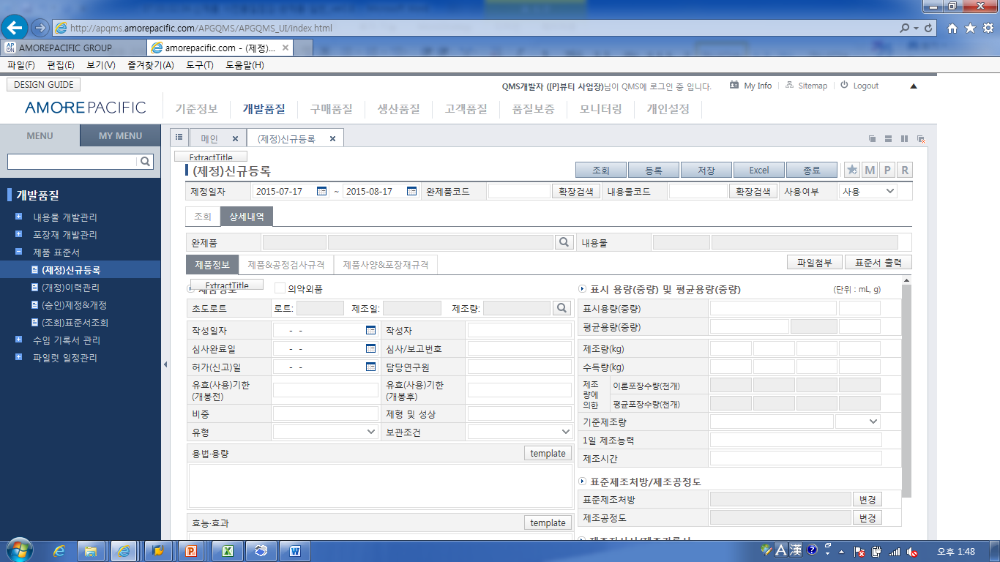 http://apqms.amorepacific.com/APGQMS/APGQMS_UI/index.html
AMOREPACIFIC GROUP
amorepacific.com - (제정)...
파일(F) 편집(E) 보기(V) 즐겨찾기(A) 도구(T) 도움말(H)
DESIGN GUIDE
QMS개발자 ([P]뷰티 사업장)님이 QMS에 로그인 중 입니다.
My Info
Sitemap
Logout
AMOREPACIFIC
기준정보 개발품질 구매품질 생산품질 고객품질 품질보증 모니터링 개인설정
MENU
MY MENU
메인
(제정)신규등록
개발품질
내용물 개발관리
포장재 개발관리
제품 표준서
(제정)신규등록
(개정)이력관리
(승인)제정&개정
(조회)표준서조회
수입 기록서 관리
파일럿 일정관리
ExtractTitle
(제정)신규등록
조회 등록 저장 Excel 종료 M P R
제정일자 2015-07-17 ~ 2015-08-17 완제품코드 확장검색 내용물코드 확장검색 사용여부 사용
조회 상세내역
완제품 내용물
제품정보 제품&공정검사규격 제품사양&포장재규격 파일첨부 표준서 출력
ExtractTitle
의약외품
초도로트 로트: 제조일: 제조량:
작성일자 - - 작성자
심사완료일 - - 심사/보고번호
허가(신고)일 - - 담당연구원
유효(사용)기한 (개봉전) 유효(사용)기한 (개봉후)
비중 제형 및 성상
유형 보관조건
용법·용량 template
효능·효과 template
표시 용량(중량) 및 평균용량(중량) (단위 : mL, g)
표시용량(중량)
평균용량(중량)
제조량(kg)
수득량(kg)
제조량에 의한
이론포장수량(천개)
평균포장수량(천개)
기준제조량
1일 제조능력
제조시간
표준제조처방/제조공정도
표준제조처방 변경
제조공정도 변경
A 漢
오후 1:48